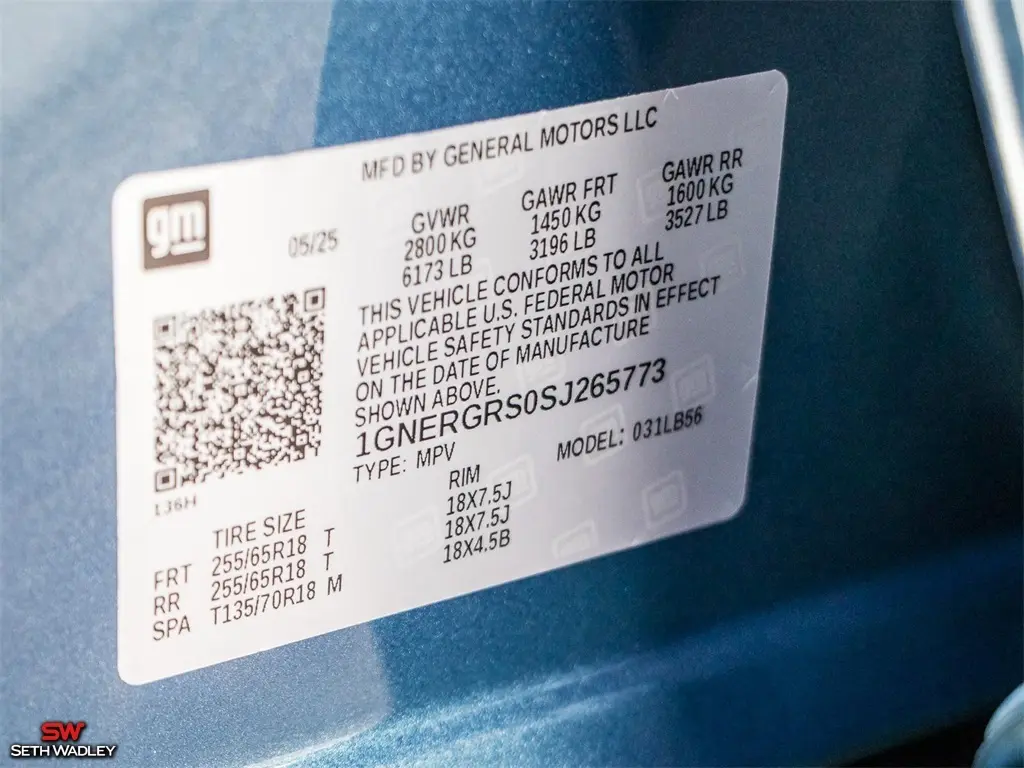 MFD BY GENERAL MOTORS LLC
gm
05/25
GVWR
2800 KG
6173 LB
GAWR FRT
1450 KG
3196 LB
GAWR RR
1600 KG
3527 LB
THIS VEHICLE CONFORMS TO ALL
APPLICABLE U.S. FEDERAL MOTOR
VEHICLE SAFETY STANDARDS IN EFFECT
ON THE DATE OF MANUFACTURE
SHOWN ABOVE.
1GNERGRS0SJ265773
TYPE: MPV
MODEL: 031LB56
136H
TIRE SIZE
RIM
FRT 255/65R18 T 18X7.5J
RR 255/65R18 T 18X7.5J
SPA T135/70R18 M 18X4.5B
SW
SETH WADLEY